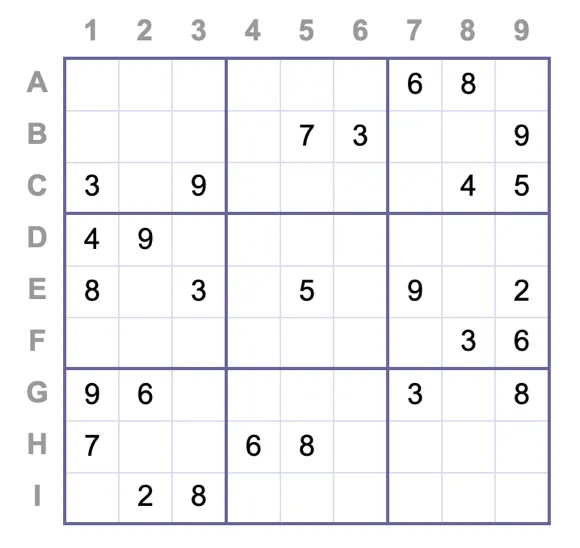 1 2 3 4 5 6 7 8 9
A 6 8
B 7 3 9
C 3 9 4 5
D 4 9
E 8 3 5 9 2
F 3 6
G 9 6 3 8
H 7 6 8
I 2 8